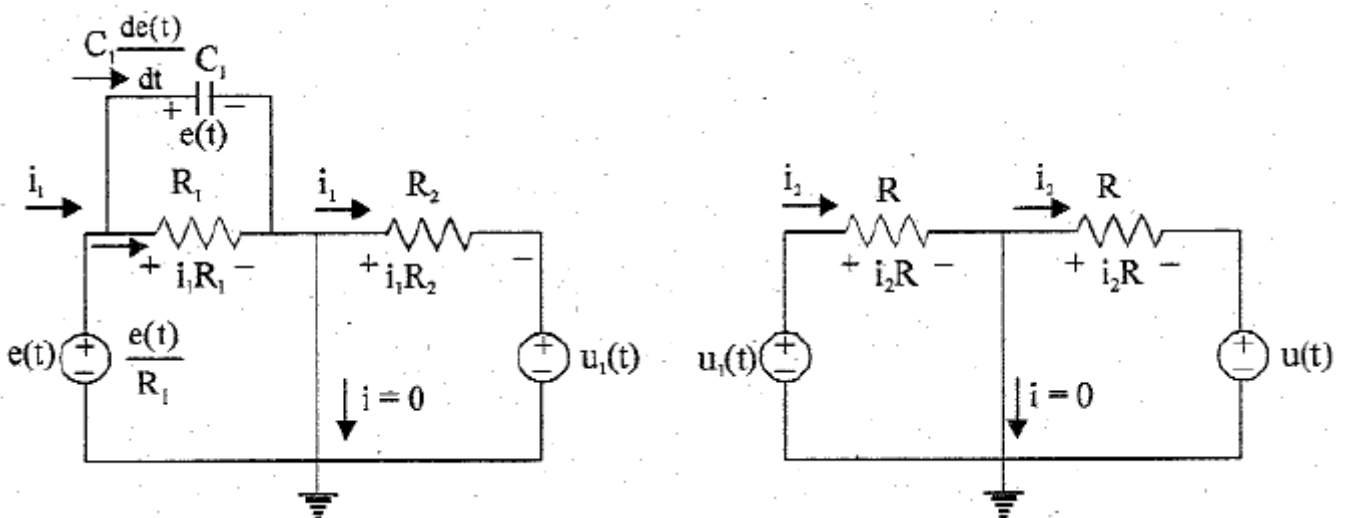 C₁ de(t)/dt
C₁
+ −
e(t)
i₁
R₁
i₁
R₂
+ i₁R₁ −
+ i₁R₂ −
e(t)
+ −
e(t)/R₁
i = 0
+ −
u₁(t)
i₂
R
i₂
R
+ i₂R −
+ i₂R −
u₁(t)
+ −
i = 0
+ −
u(t)